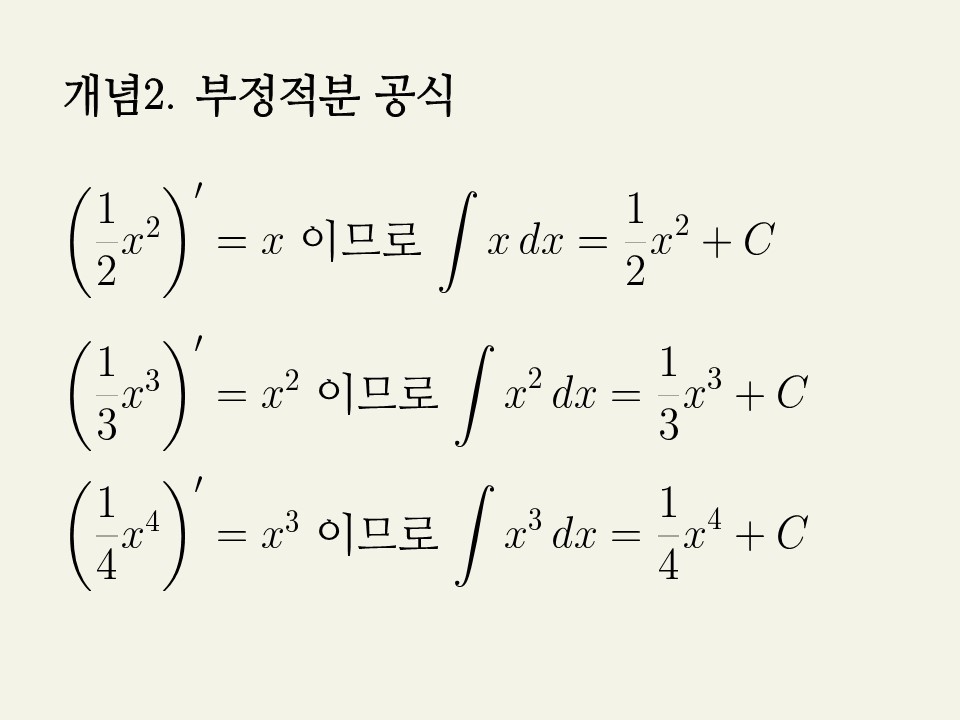 개념2. 부정적분 공식
$\left(\frac{1}{2}x^2\right)' = x$ 이므로 $\int x\,dx = \frac{1}{2}x^2 + C$
$\left(\frac{1}{3}x^3\right)' = x^2$ 이므로 $\int x^2\,dx = \frac{1}{3}x^3 + C$
$\left(\frac{1}{4}x^4\right)' = x^3$ 이므로 $\int x^3\,dx = \frac{1}{4}x^4 + C$